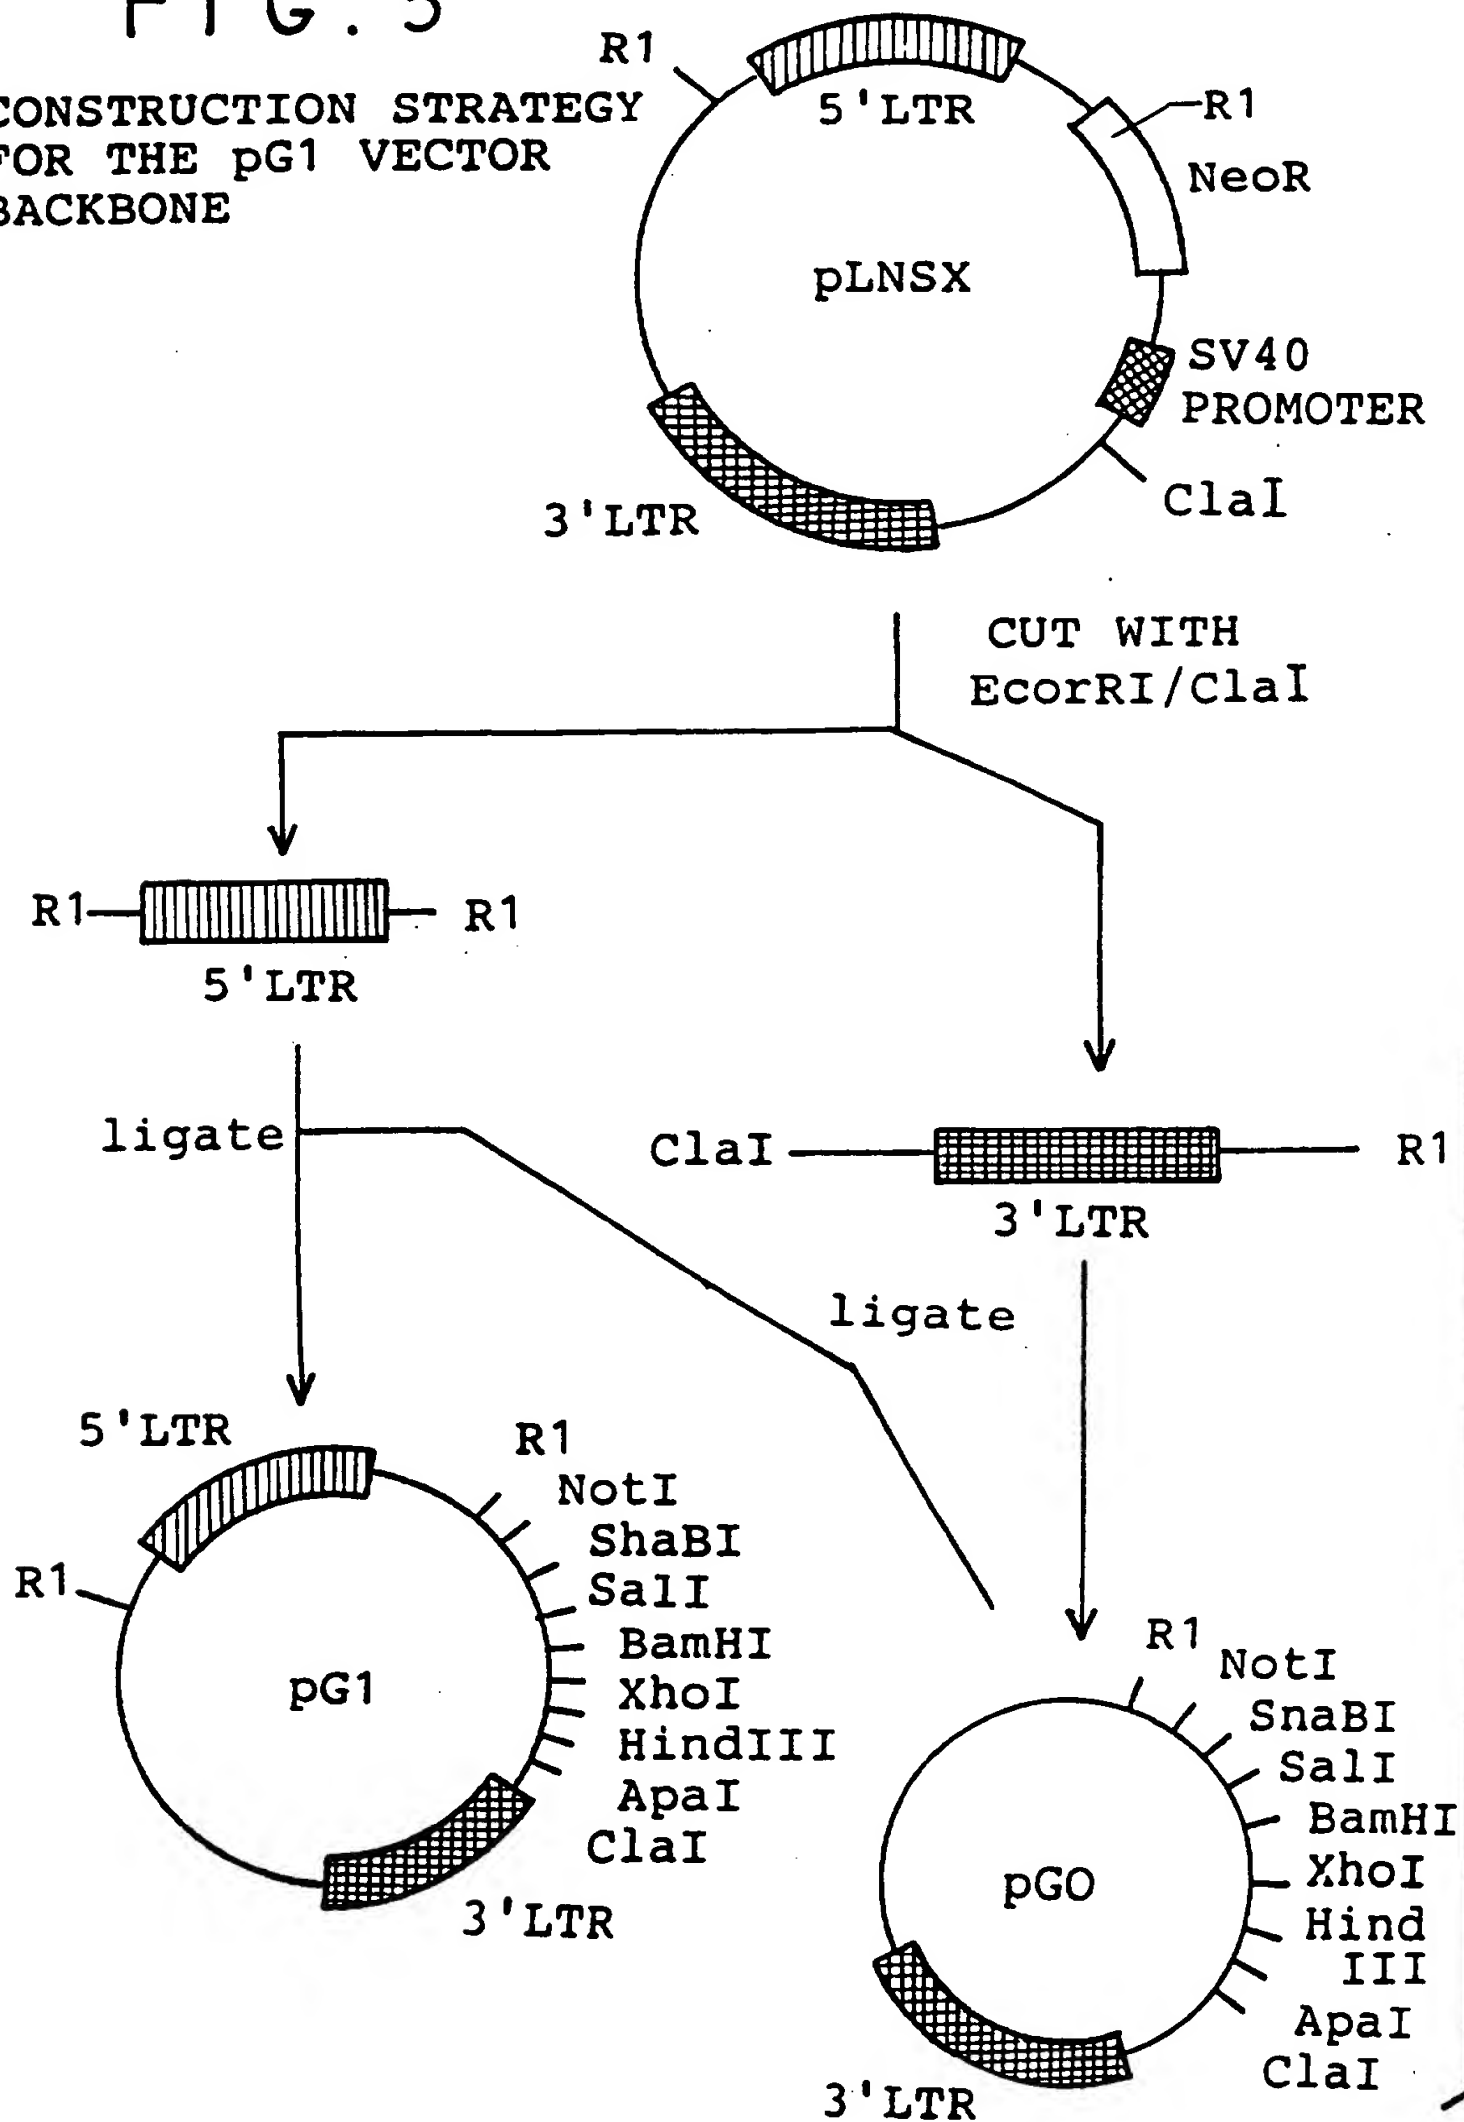 FIG. 5
CONSTRUCTION STRATEGY
FOR THE pG1 VECTOR
BACKBONE
R1
5'LTR
R1
NeoR
pLNSX
SV40
PROMOTER
ClaI
3'LTR
CUT WITH
EcorRI/ClaI
R1
R1
5'LTR
ligate
ClaI
R1
3'LTR
ligate
5'LTR
R1
NotI
ShaBI
SalI
BamHI
XhoI
HindIII
ApaI
ClaI
R1
pG1
3'LTR
R1
NotI
SnaBI
SalI
BamHI
XhoI
Hind
III
ApaI
ClaI
pGO
3'LTR